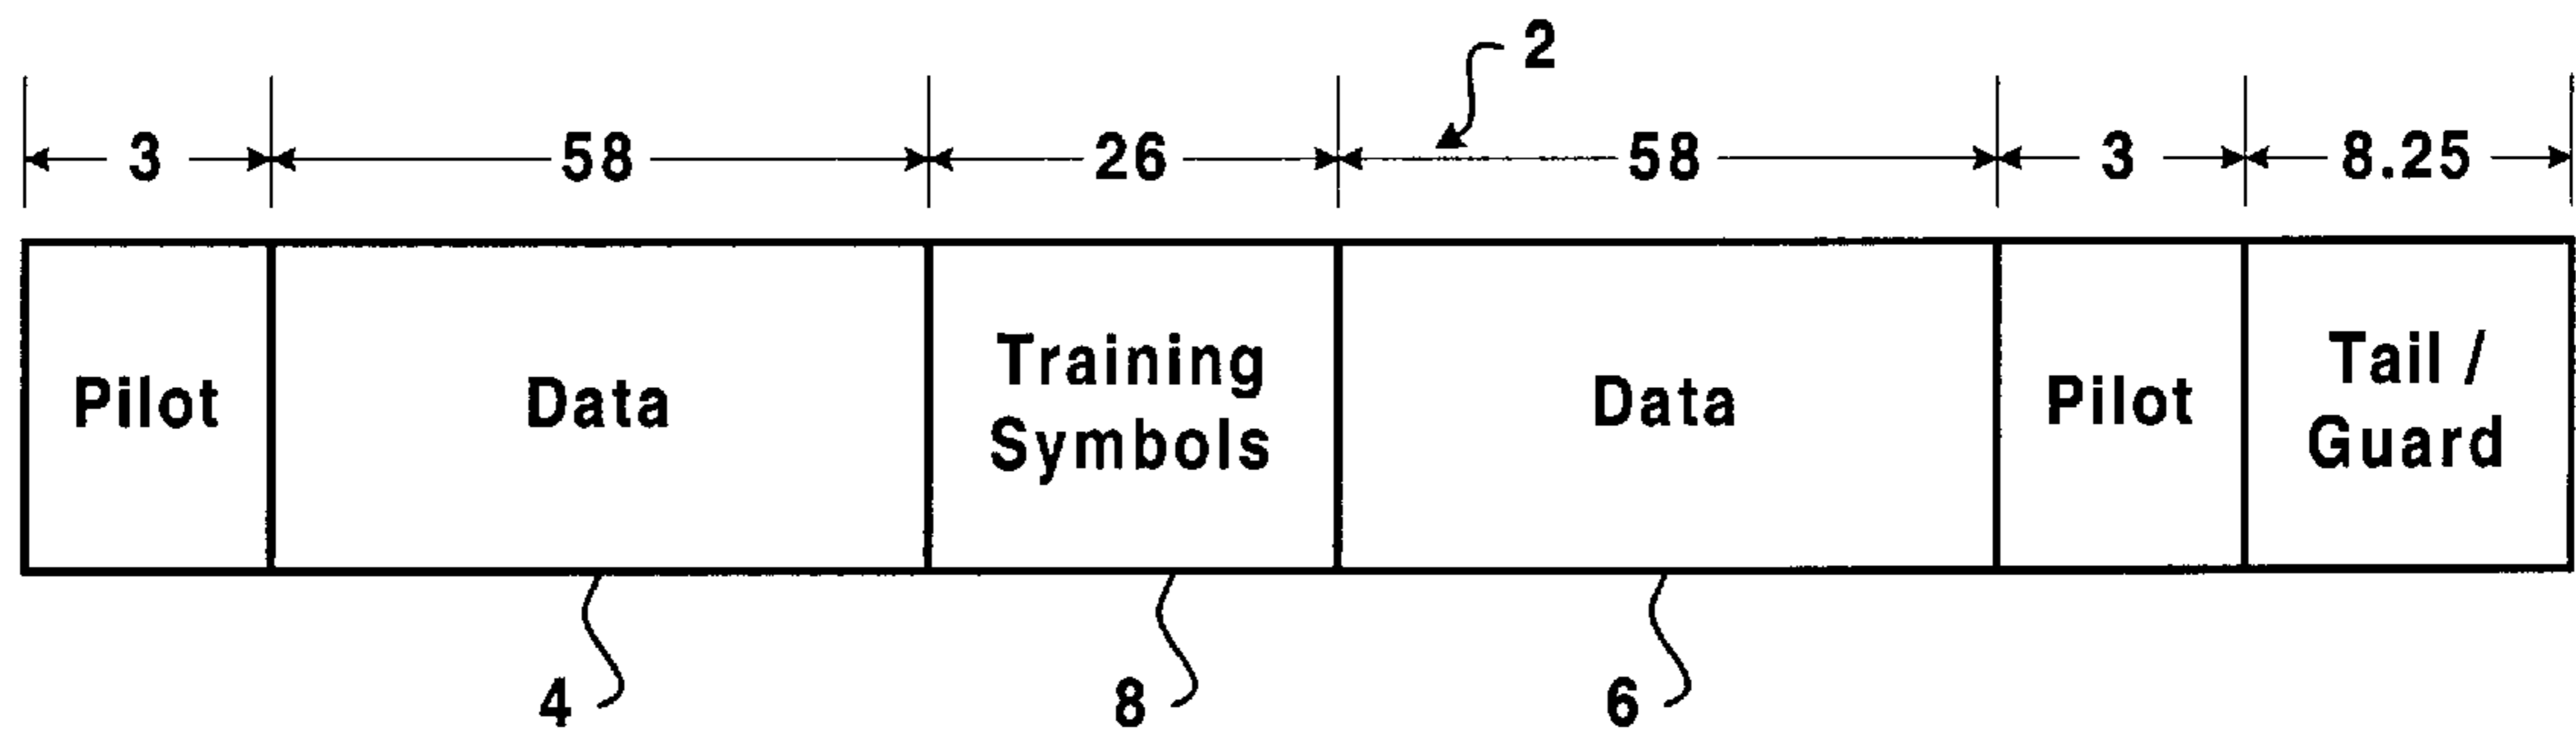 2
3 58 26 58 3 8.25
Pilot Data Training Symbols Data Pilot Tail / Guard
4 8 6